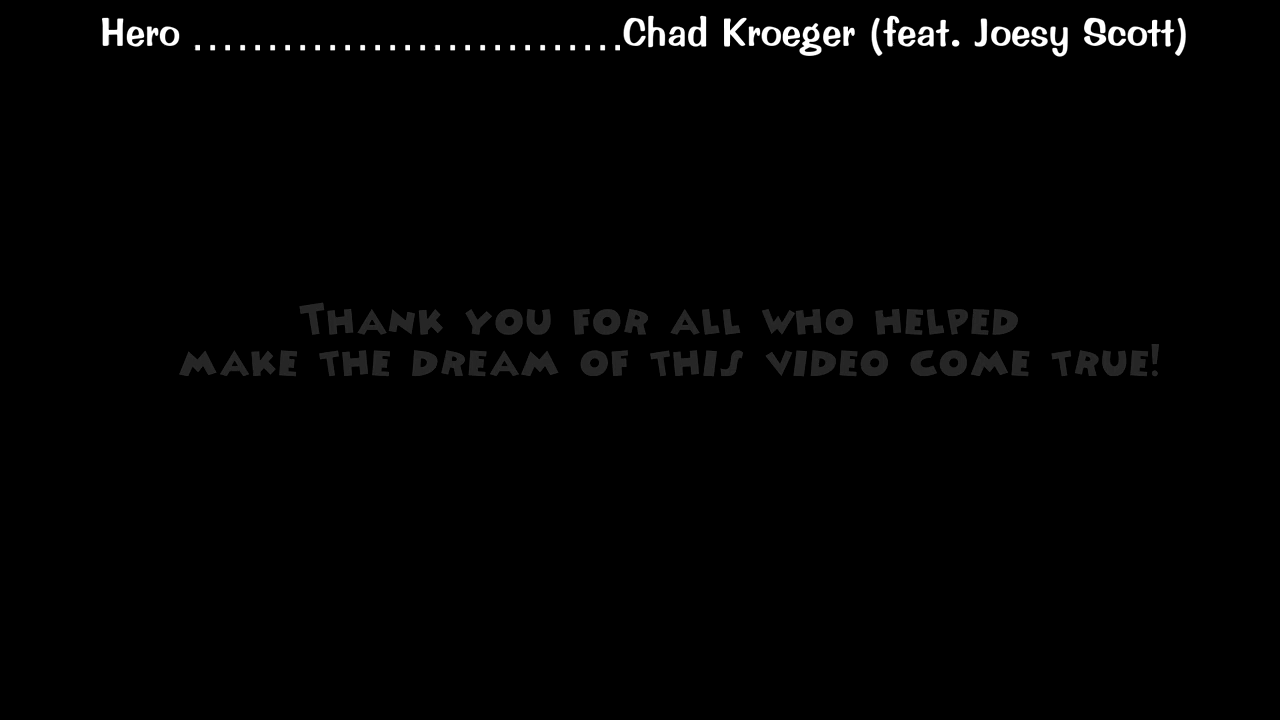 Hero .............................Chad Kroeger (feat. Joesy Scott)
Thank you for all who helped
make the dream of this video come true!